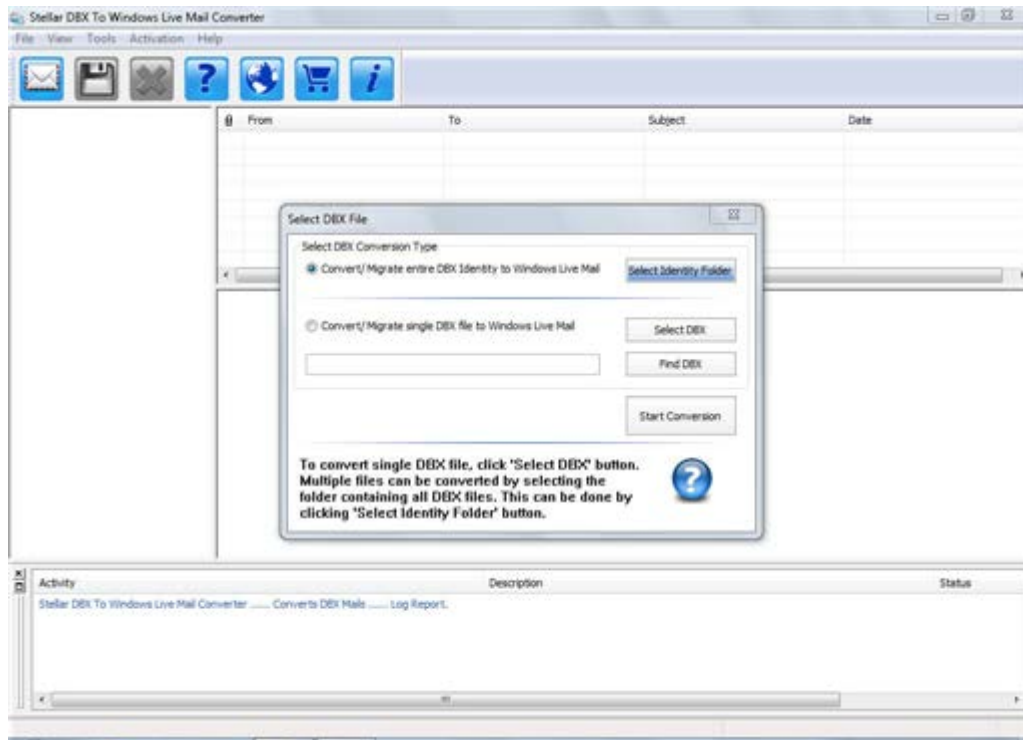 Stellar DBX To Windows Live Mail Converter
File View Tools Activation Help
From To Subject Date
Select DBX File
Select DBX Conversion Type
Convert/Migrate entire DBX Identity to Windows Live Mail Select Identity Folder
Convert/Migrate single DBX file to Windows Live Mail Select DBX
Find DBX
Start Conversion
To convert single DBX file, click 'Select DBX' button.
Multiple files can be converted by selecting the
folder containing all DBX files. This can be done by
clicking 'Select Identity Folder' button.
Activity Description Status
Stellar DBX To Windows Live Mail Converter ...... Converts DBX Mails ...... Log Report.